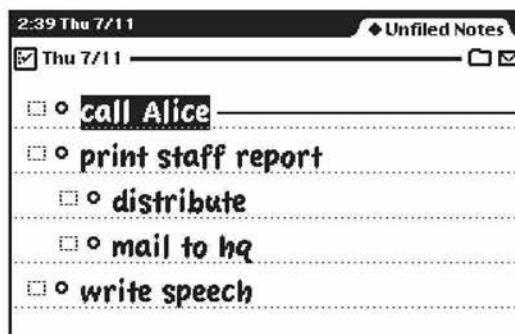 2:39 Thu 7/11 ◆Unfiled Notes
Thu 7/11
call Alice
print staff report
distribute
mail to hq
write speech